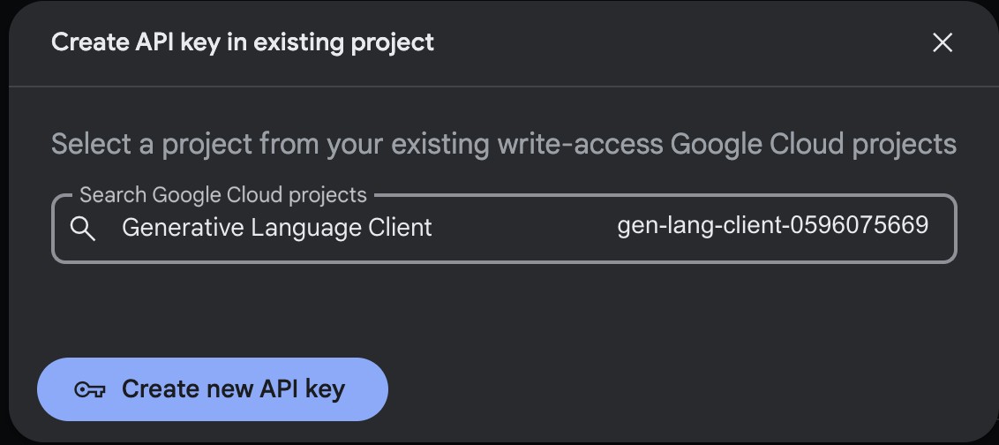 Create API key in existing project
Select a project from your existing write-access Google Cloud projects
Search Google Cloud projects
Generative Language Client gen-lang-client-0596075669
Create new API key